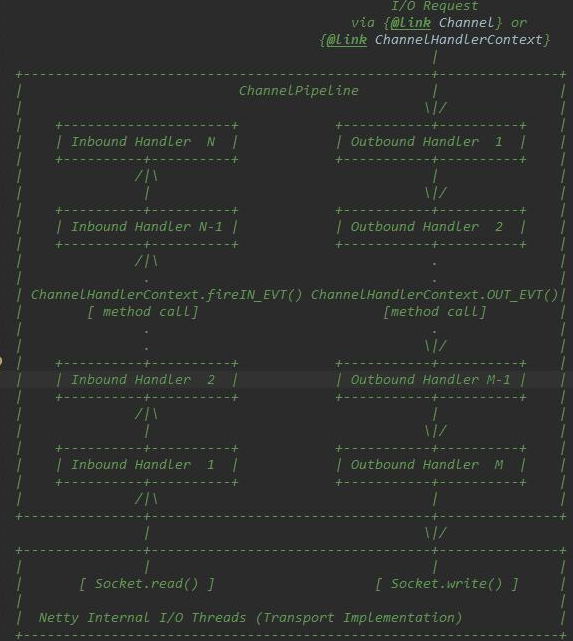 I/O Request
via {@link Channel} or
{@link ChannelHandlerContext}
|
+---------------------------------------------------+---------------+
|                           ChannelPipeline         |               |
|                                                  \|/              |
|    +---------------------+            +-----------+----------+    |
|    | Inbound Handler  N  |            | Outbound Handler  1  |    |
|    +----------+----------+            +-----------+----------+    |
|              /|\                                  |               |
|               |                                  \|/              |
|    +----------+----------+            +-----------+----------+    |
|    | Inbound Handler N-1 |            | Outbound Handler  2  |    |
|    +----------+----------+            +-----------+----------+    |
|              /|\                                  .               |
|               .                                   .               |
| ChannelHandlerContext.fireIN_EVT() ChannelHandlerContext.OUT_EVT()|
|        [ method call]                       [method call]         |
|               .                                   .               |
|               .                                  \|/              |
|    +----------+----------+            +-----------+----------+    |
|    | Inbound Handler  2  |            | Outbound Handler M-1 |    |
|    +----------+----------+            +-----------+----------+    |
|              /|\                                  |               |
|               |                                  \|/              |
|    +----------+----------+            +-----------+----------+    |
|    | Inbound Handler  1  |            | Outbound Handler  M  |    |
|    +----------+----------+            +-----------+----------+    |
|              /|\                                  |               |
+---------------+-----------------------------------+---------------+
                |                                  \|/
+---------------+-----------------------------------+---------------+
|               |                                   |               |
|       [ Socket.read() ]                    [ Socket.write() ]     |
|                                                                   |
|  Netty Internal I/O Threads (Transport Implementation)            |
+-------------------------------------------------------------------+